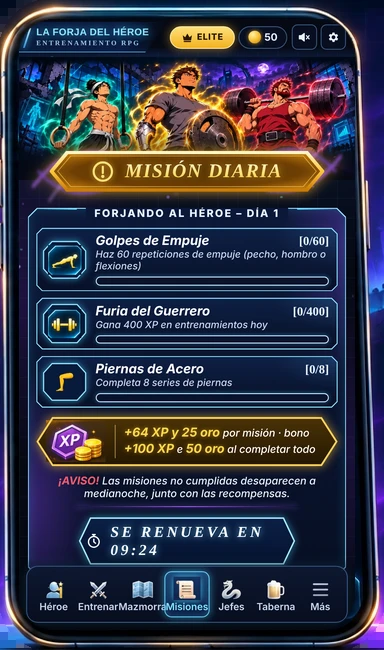 LA FORJA DEL HÉROE
ENTRENAMIENTO RPG
ELITE
50
MISIÓN DIARIA
FORJANDO AL HÉROE – DÍA 1
Golpes de Empuje [0/60]
Haz 60 repeticiones de empuje (pecho, hombro o
flexiones)
Furia del Guerrero [0/400]
Gana 400 XP en entrenamientos hoy
Piernas de Acero [0/8]
Completa 8 series de piernas
XP
+64 XP y 25 oro por misión · bono
+100 XP e 50 oro al completar todo
¡AVISO! Las misiones no cumplidas desaparecen a
medianoche, junto con las recompensas.
SE RENUEVA EN
09:24
Héroe Entrenar Mazmorra Misiones Jefes Taberna Más